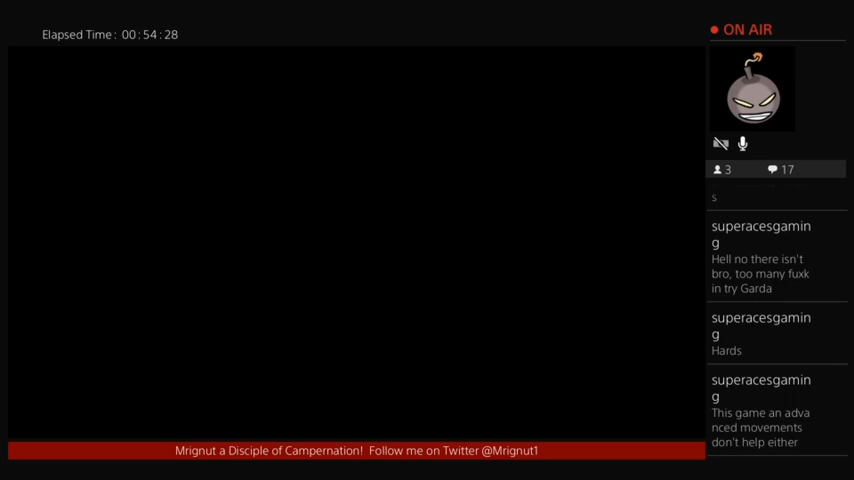 Elapsed Time: 00:54:28
ON AIR
3 17
s
superacesgamin
g
Hell no there isn't
bro, too many fuxk
in try Garda
superacesgamin
g
Hards
superacesgamin
g
This game an adva
nced movements
don't help either
Mrignut a Disciple of Campernation! Follow me on Twitter @Mrignut1